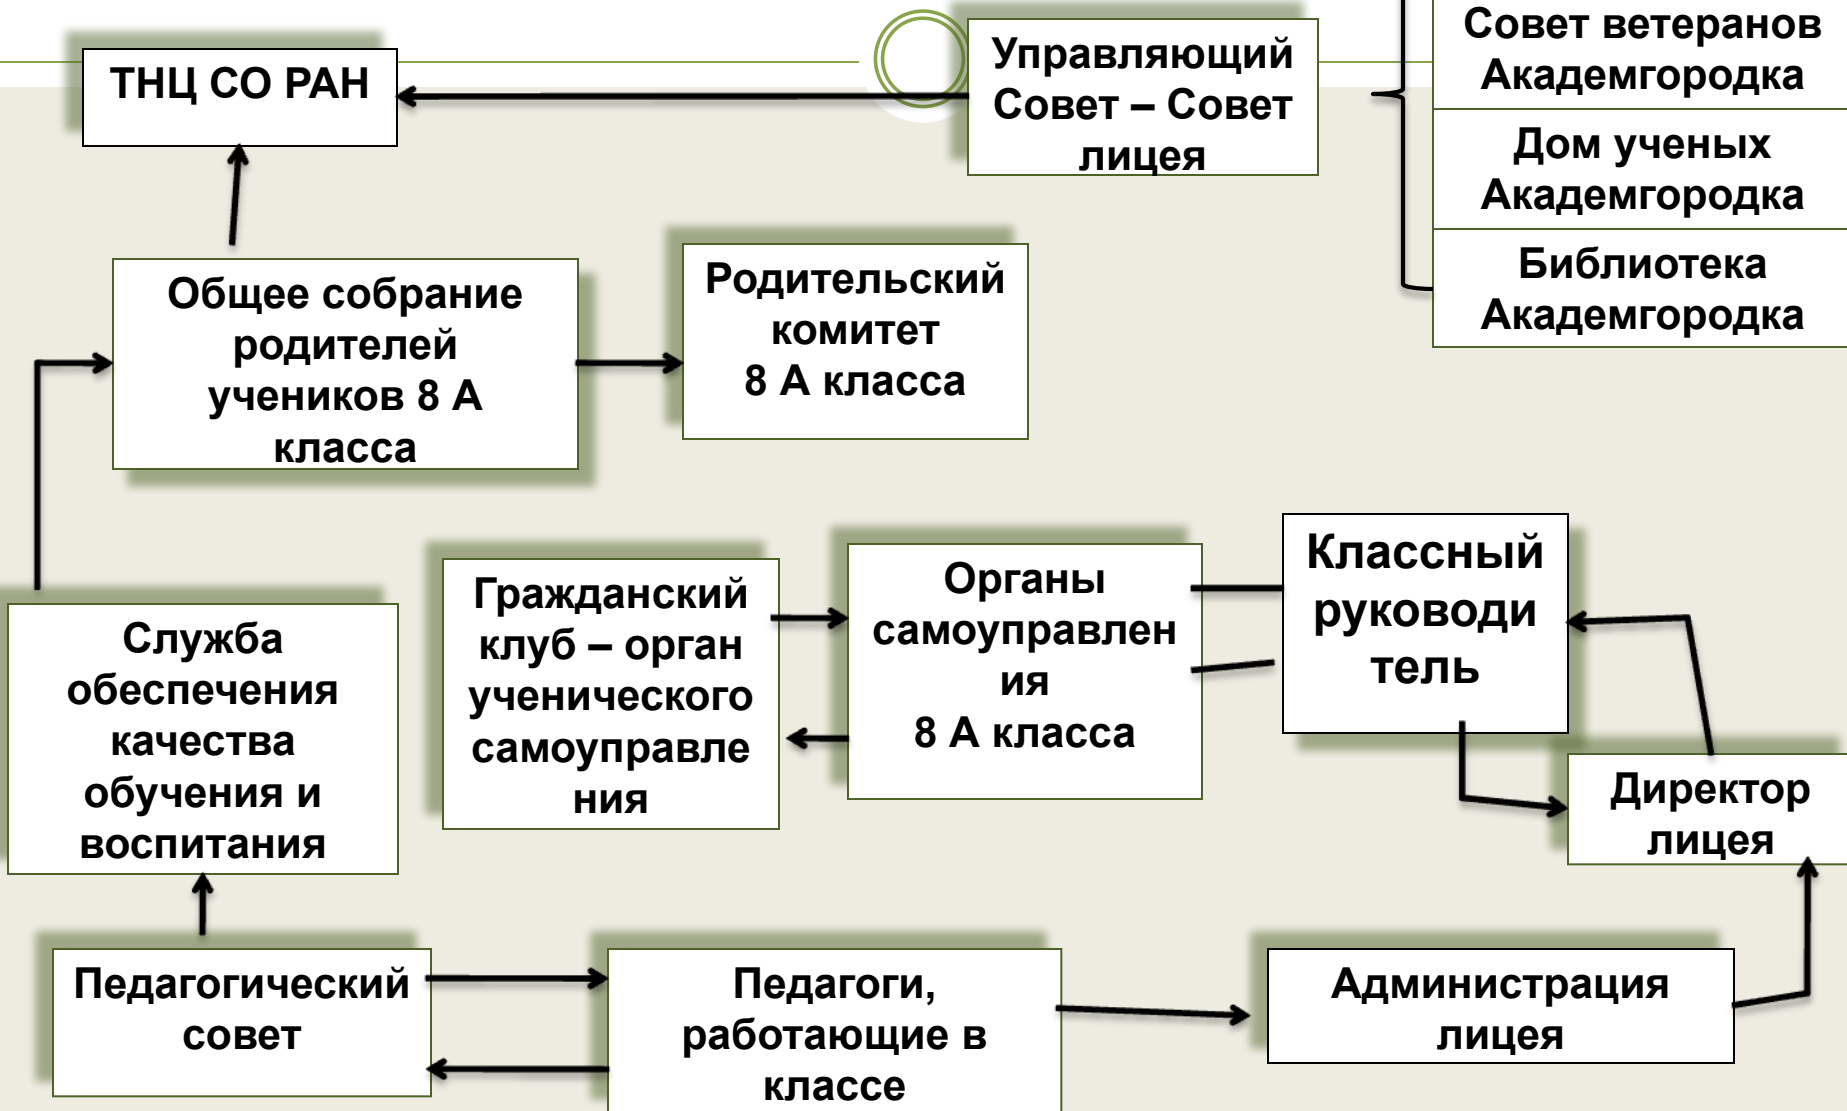 ТНЦ СО РАН
Управляющий
Совет – Совет
лицея
Совет ветеранов
Академгородка
Дом ученых
Академгородка
Библиотека
Академгородка
Общее собрание
родителей
учеников 8 А
класса
Родительский
комитет
8 А класса
Служба
обеспечения
качества
обучения и
воспитания
Гражданский
клуб – орган
ученического
самоуправле
ния
Органы
самоуправлен
ия
8 А класса
Классный
руководи
тель
Директор
лицея
Педагогический
совет
Педагоги,
работающие в
классе
Администрация
лицея